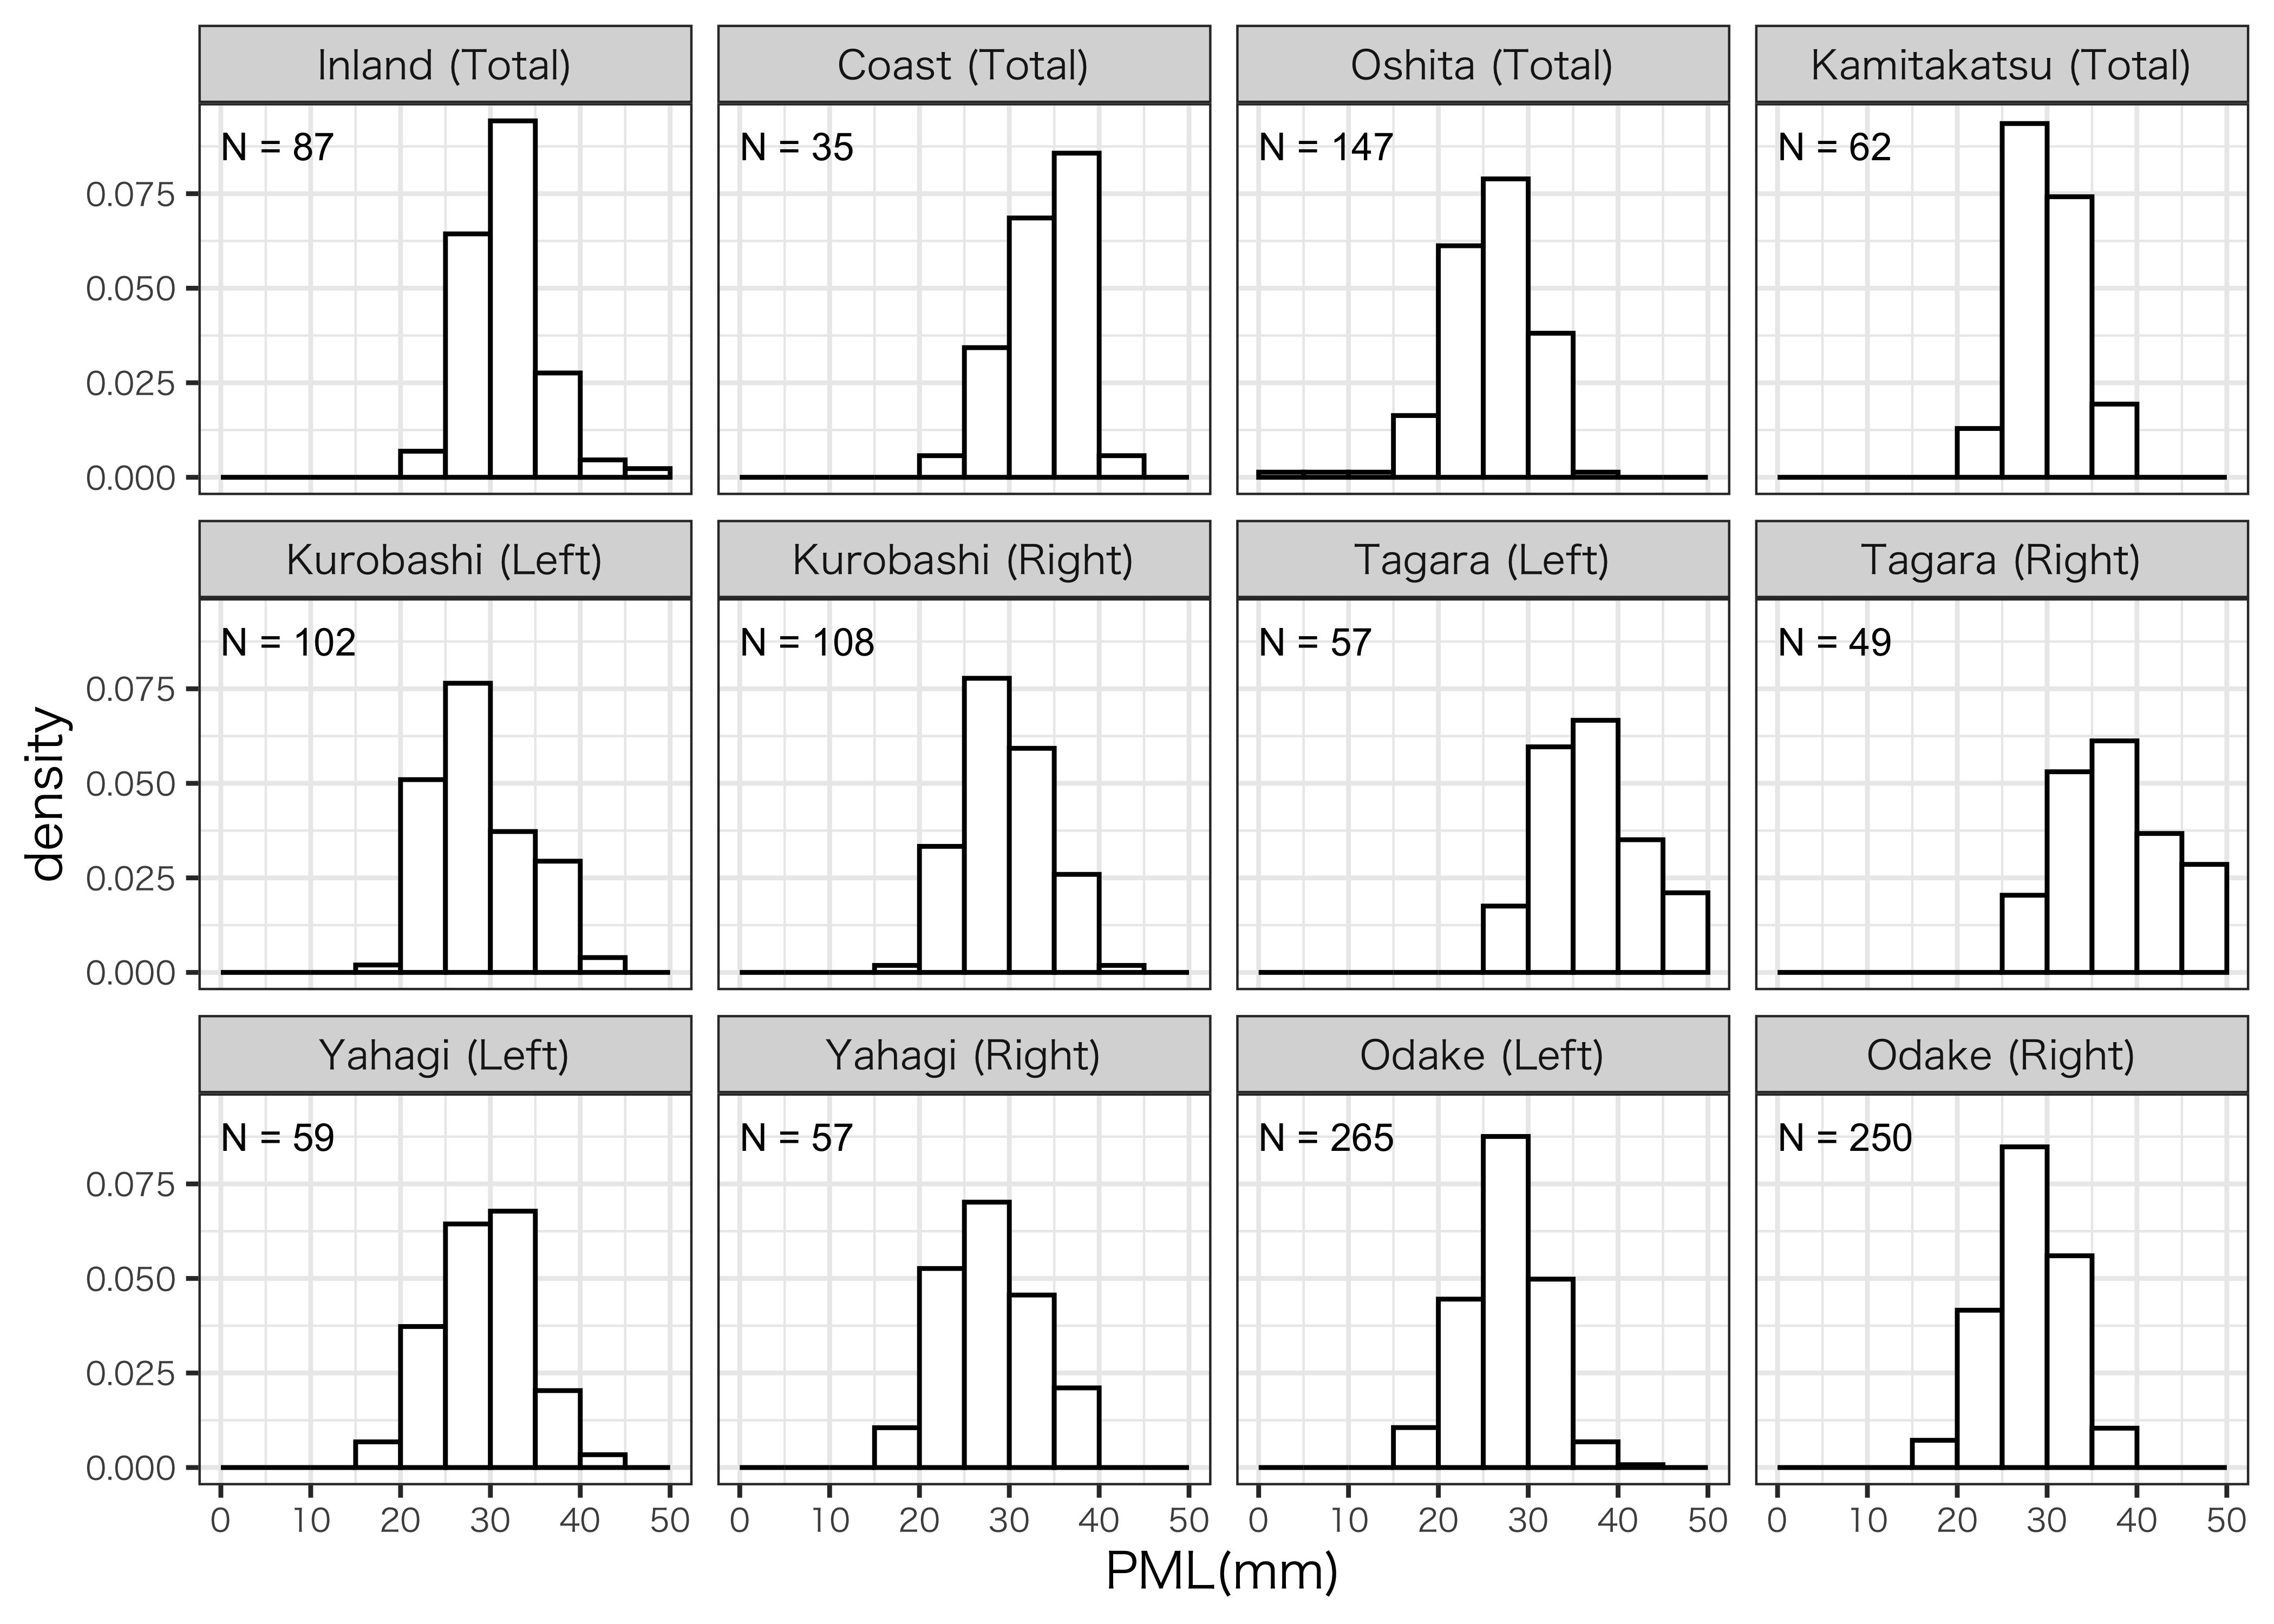 Inland (Total)
Coast (Total)
Oshita (Total)
Kamitakatsu (Total)
N = 87
N = 35
N = 147
N = 62
0.075
0.050
0.025
0.000
Kurobashi (Left)
Kurobashi (Right)
Tagara (Left)
Tagara (Right)
N = 102
N = 108
N = 57
N = 49
0.075
0.050
0.025
0.000
density
Yahagi (Left)
Yahagi (Right)
Odake (Left)
Odake (Right)
N = 59
N = 57
N = 265
N = 250
0.075
0.050
0.025
0.000
0 10 20 30 40 50
0 10 20 30 40 50
0 10 20 30 40 50
0 10 20 30 40 50
PML(mm)